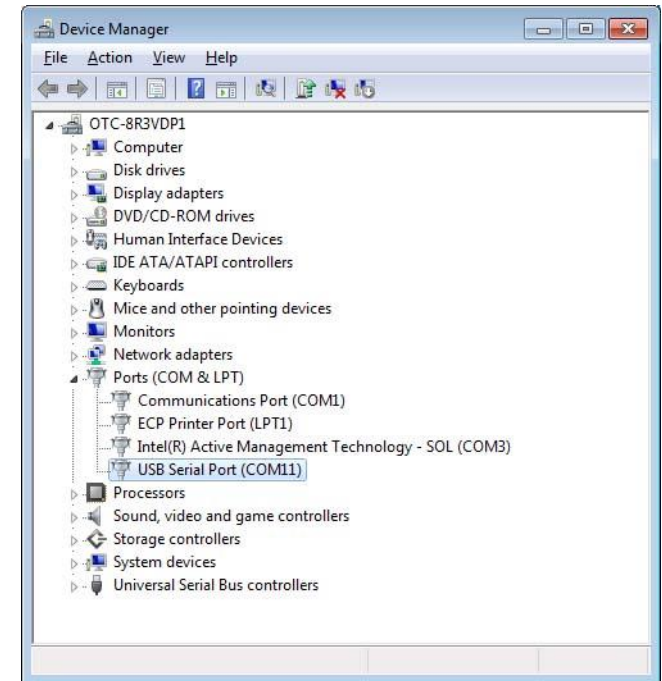 Device Manager
File Action View Help
OTC-8R3VDP1
Computer
Disk drives
Display adapters
DVD/CD-ROM drives
Human Interface Devices
IDE ATA/ATAPI controllers
Keyboards
Mice and other pointing devices
Monitors
Network adapters
Ports (COM & LPT)
Communications Port (COM1)
ECP Printer Port (LPT1)
Intel(R) Active Management Technology - SOL (COM3)
USB Serial Port (COM11)
Processors
Sound, video and game controllers
Storage controllers
System devices
Universal Serial Bus controllers